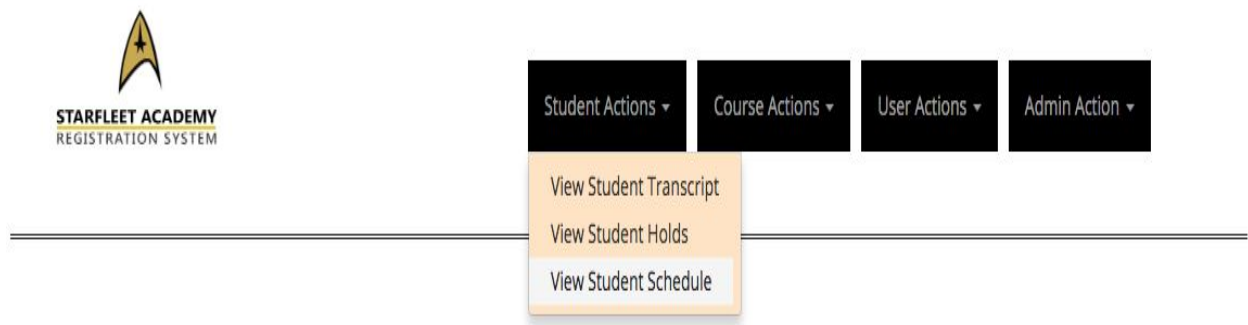 STARFLEET ACADEMY
REGISTRATION SYSTEM
Student Actions
Course Actions
User Actions
Admin Action
View Student Transcript
View Student Holds
View Student Schedule